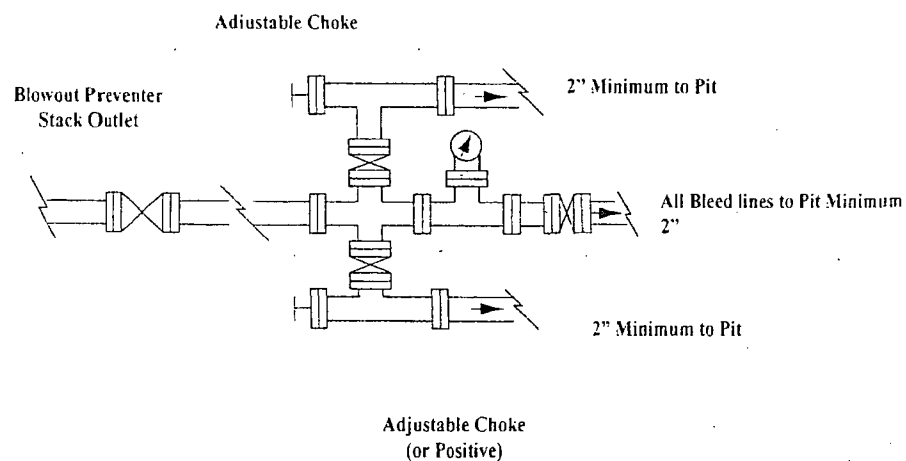 Adjustable Choke
Blowout Preventer
Stack Outlet
2" Minimum to Pit
All Bleed lines to Pit Minimum
2"
2" Minimum to Pit
Adjustable Choke
(or Positive)